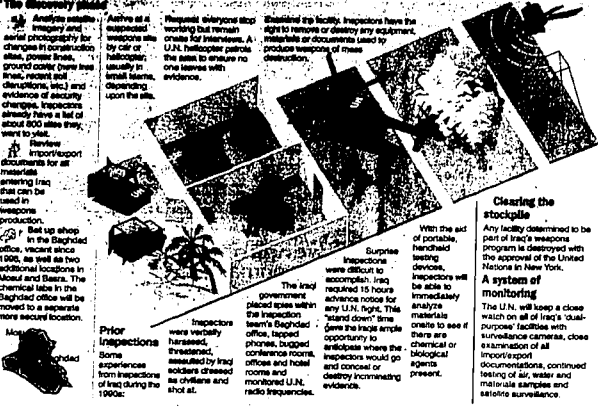 The discovery phase
Analyze satellite
imagery and
aerial photography for
changes in construction
sites, power lines,
ground cover (new tree
lines, recent soil
disruptions, etc.) and
evidence of security
changes. Inspectors
already have a list of
about 800 sites they
want to visit.
Review
import/export
documents for all
materials
entering Iraq
that can be
used in
weapons
production.
Set up shop
in the Baghdad
office, vacant since
1998, as well as two
additional locations in
Mosul and Basra. The
chemical labs in the
Baghdad office will be
moved to a separate
more secure location.
Arrive at a
suspected
weapons site
by car or
helicopter,
usually in
small teams,
depending
upon the site.
Request everyone stop
working but remain
onsite for interviews. A
U.N. helicopter patrols
the area to ensure no
one leaves with
evidence.
Examine the facility. Inspectors have the
right to remove or destroy any equipment,
materials or documents used to
produce weapons of mass
destruction.
Mosul
Baghdad
Prior
inspections
Some
experiences
from inspections
of Iraq during the
1990s:
Inspectors
were verbally
harassed,
threatened,
assaulted by Iraqi
soldiers dressed
as civilians and
shot at.
The Iraqi
government
placed spies within
the inspection
team's Baghdad
office, tapped
phones, bugged
conference rooms,
offices and hotel
rooms and
monitored U.N.
radio frequencies.
Surprise
inspections
were difficult to
accomplish. Iraq
required 15 hours
advance notice for
any U.N. flight. This
"stand down" time
gave the Iraqis ample
opportunity to
anticipate where the
inspectors would go
and conceal or
destroy incriminating
evidence.
With the aid
of portable,
handheld
testing
devices,
inspectors will
be able to
immediately
analyze
materials
onsite to see if
there are
chemical or
biological
agents
present.
Clearing the
stockpile
Any facility determined to be
part of Iraq's weapons
program is destroyed with
the approval of the United
Nations in New York.
A system of
monitoring
The U.N. will keep a close
watch on all of Iraq's 'dual-
purpose' facilities with
surveillance cameras, close
examination of all
import/export
documentations, continued
testing of air, water and
materials samples and
satellite surveillance.